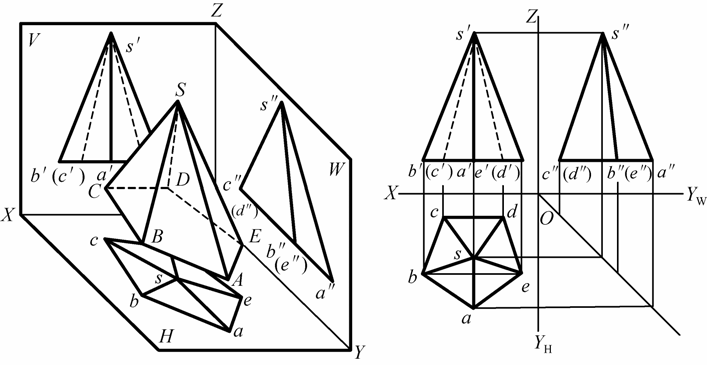 Z
V
s′
S
s″
W
b′ (c′) a′
C
D
c″
(d″)
X
c
B
E
b″
(e″)
s
A
a″
b
e
a
H
Y
Z
s′
s″
b′ (c′) a′ e′ (d′)
c″ (d″)
b″ (e″)
a″
X
Y_W
O
c
d
s
b
e
a
Y_H